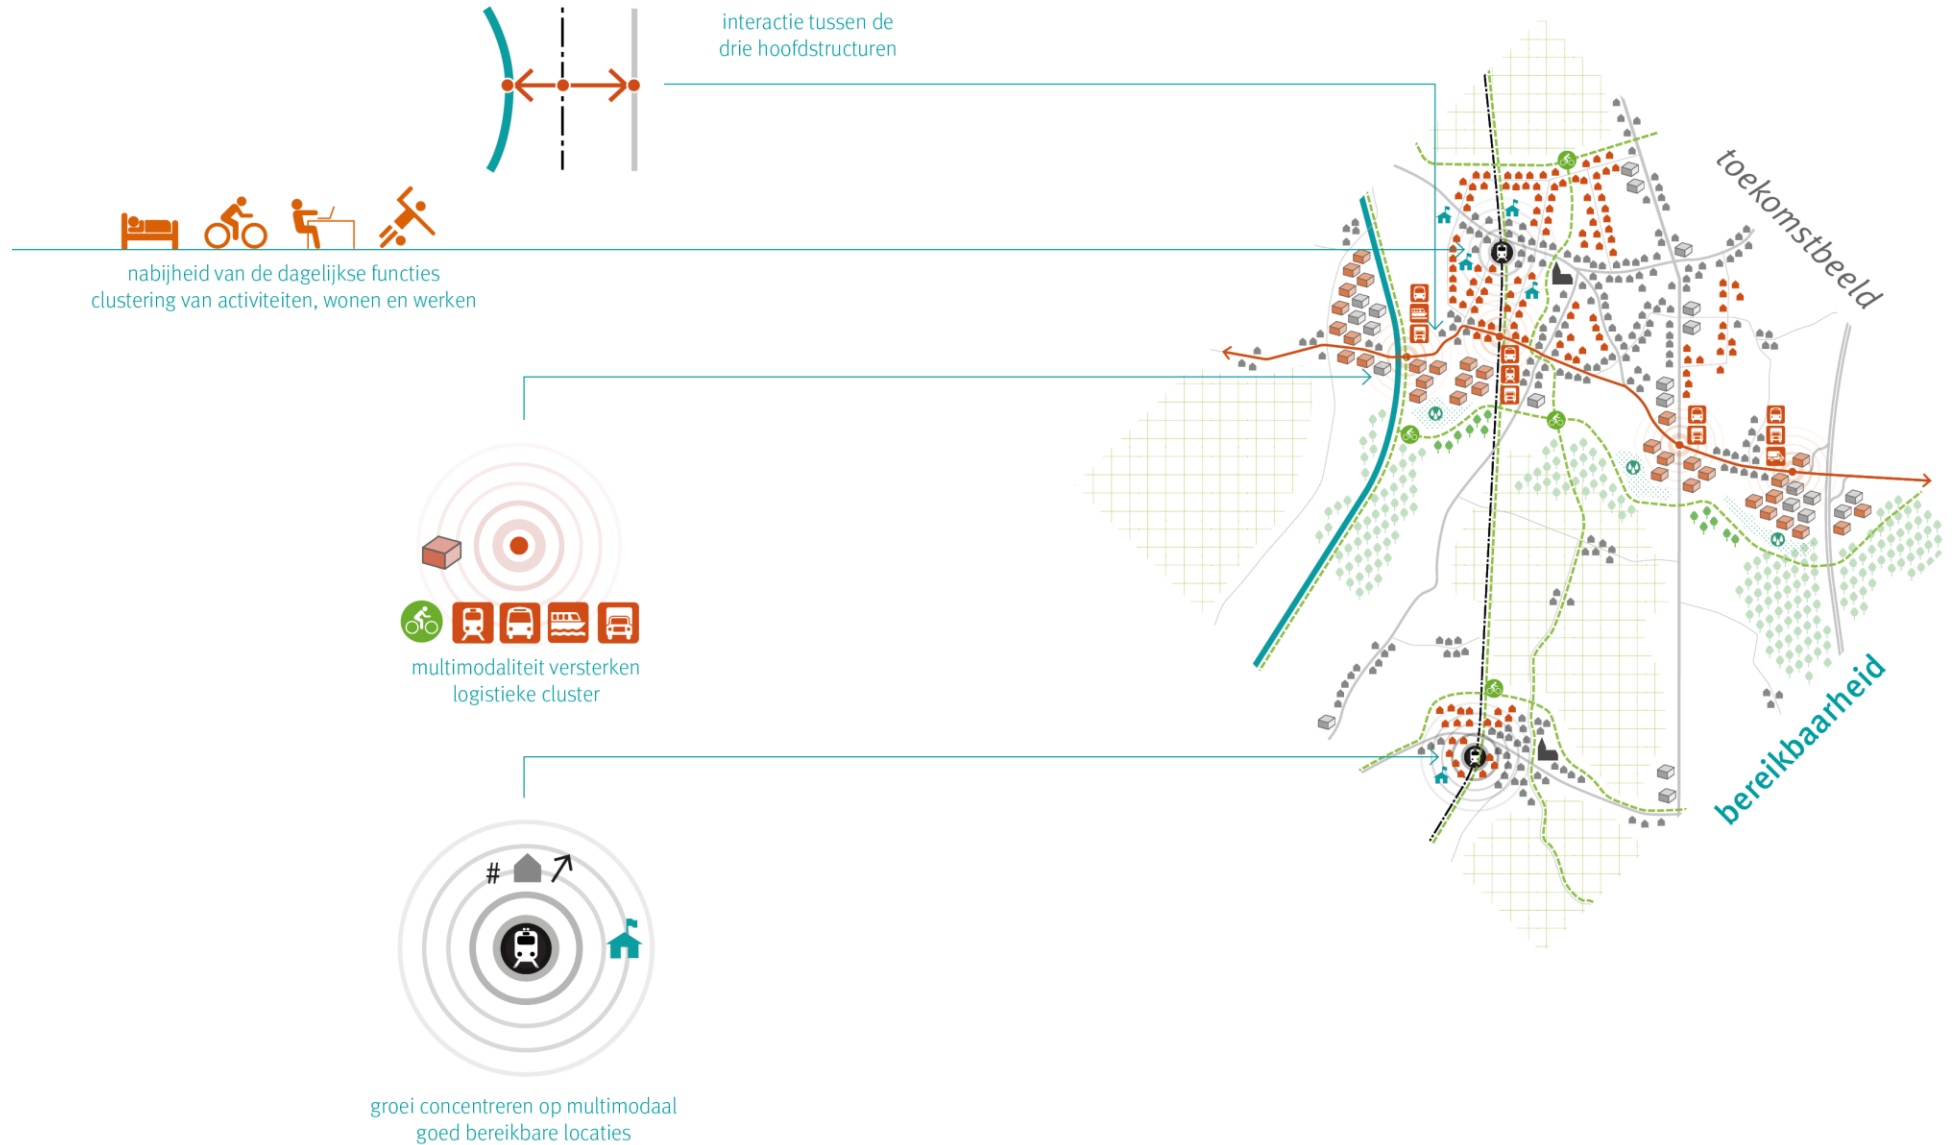 interactie tussen de
drie hoofdstructuren
nabijheid van de dagelijkse functies
clustering van activiteiten, wonen en werken
multimodaliteit versterken
logistieke cluster
#
groei concentreren op multimodaal
goed bereikbare locaties
toekomstbeeld
bereikbaarheid